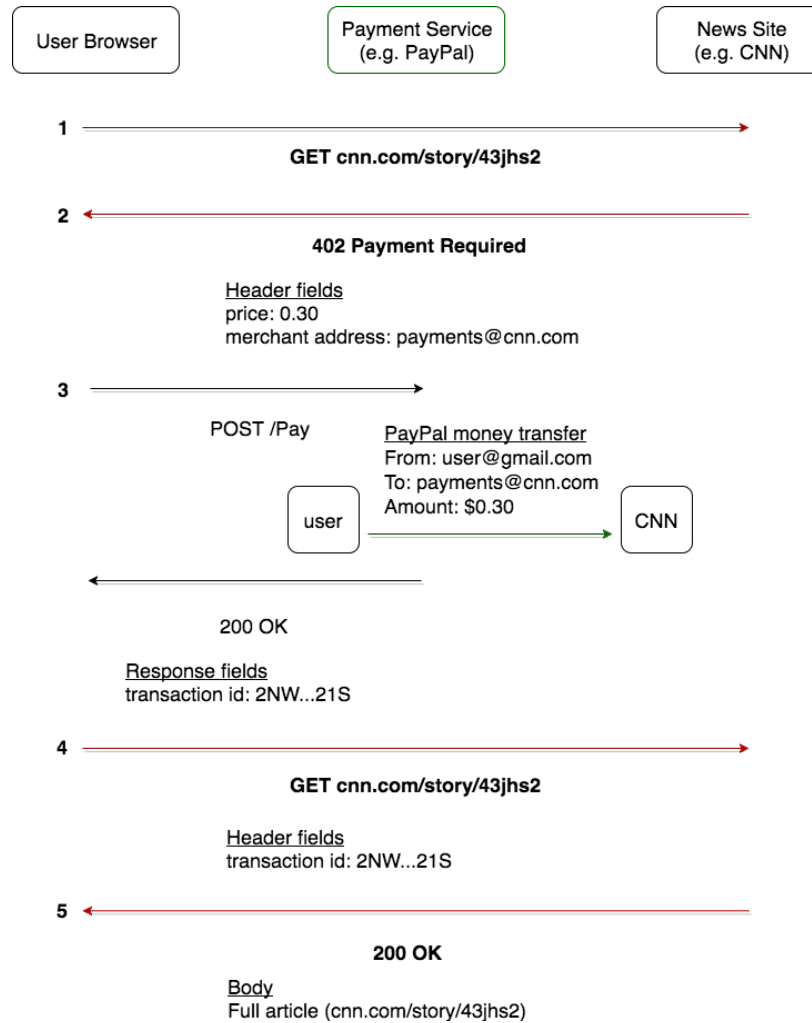 User Browser
Payment Service
(e.g. PayPal)
News Site
(e.g. CNN)
1
GET cnn.com/story/43jhs2
2
402 Payment Required
Header fields
price: 0.30
merchant address: payments@cnn.com
3
POST /Pay
PayPal money transfer
From: user@gmail.com
To: payments@cnn.com
Amount: $0.30
user
CNN
200 OK
Response fields
transaction id: 2NW...21S
4
GET cnn.com/story/43jhs2
Header fields
transaction id: 2NW...21S
5
200 OK
Body
Full article (cnn.com/story/43jhs2)